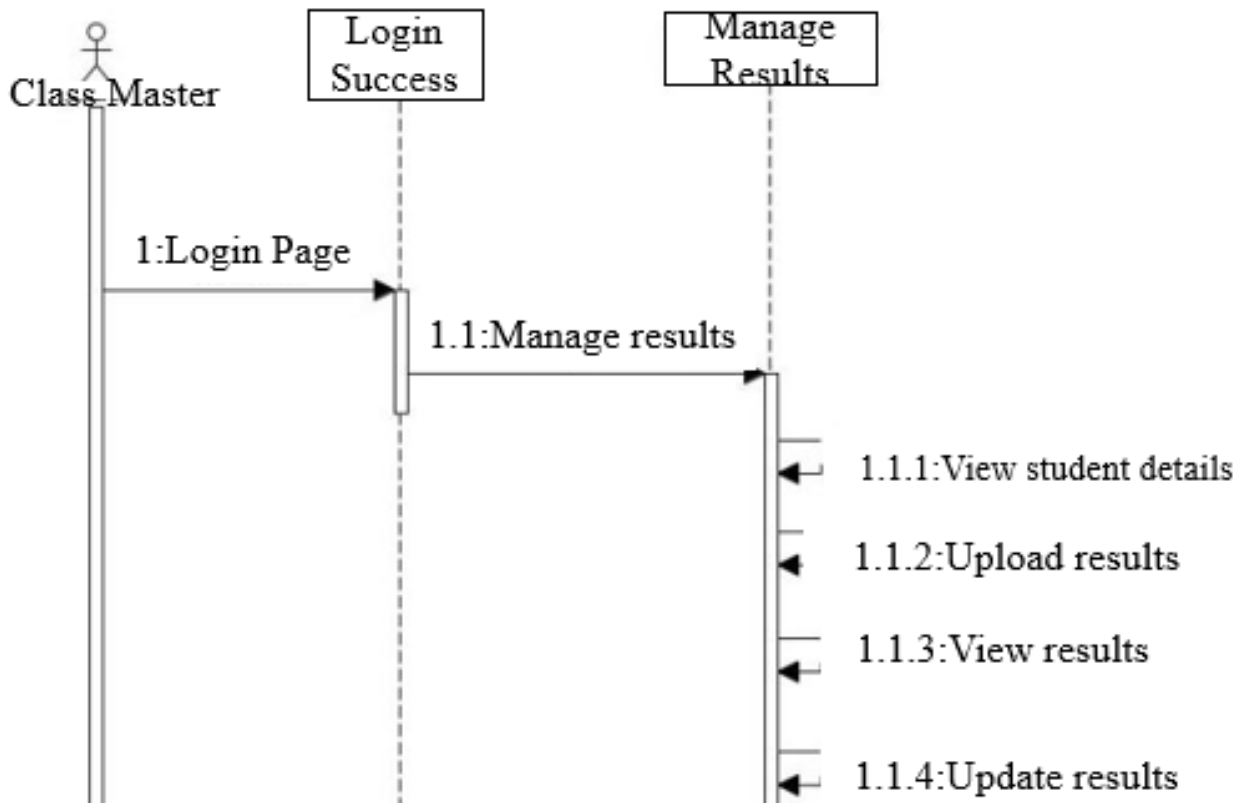 Login
Success
Manage
Results
Class Master
1:Login Page
1.1:Manage results
1.1.1:View student details
1.1.2:Upload results
1.1.3:View results
1.1.4:Update results